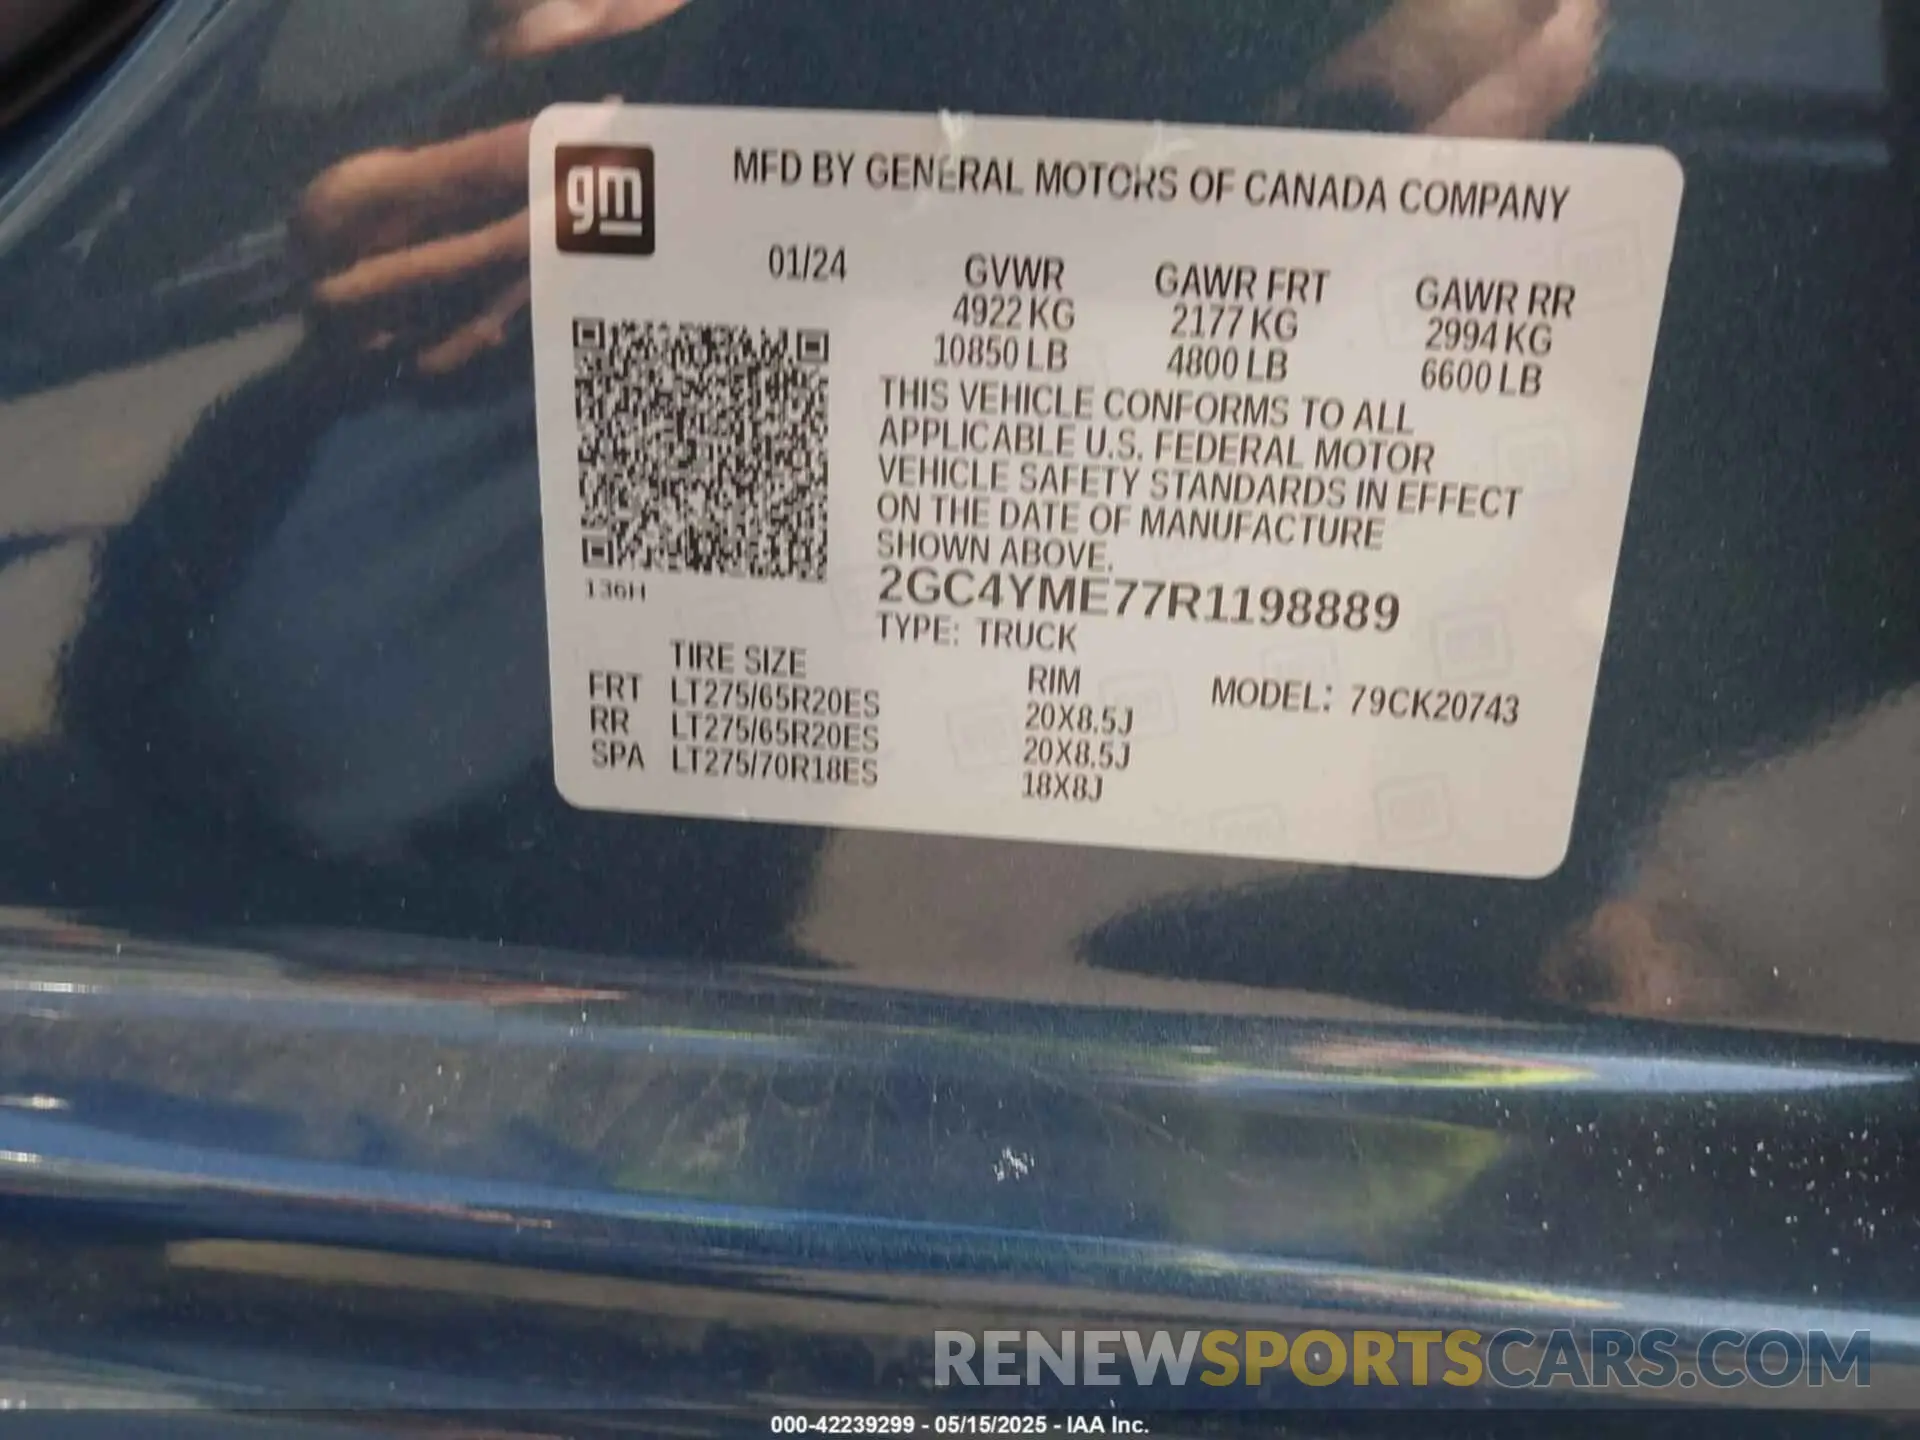 gm
MFD BY GENERAL MOTORS OF CANADA COMPANY
01/24
GVWR
4922 KG
10850 LB
GAWR FRT
2177 KG
4800 LB
GAWR RR
2994 KG
6600 LB
THIS VEHICLE CONFORMS TO ALL
APPLICABLE U.S. FEDERAL MOTOR
VEHICLE SAFETY STANDARDS IN EFFECT
ON THE DATE OF MANUFACTURE
SHOWN ABOVE.
136H
2GC4YME77R1198889
TYPE: TRUCK
TIRE SIZE RIM
FRT LT275/65R20ES 20X8.5J
RR LT275/65R20ES 20X8.5J
SPA LT275/70R18ES 18X8J
MODEL: 79CK20743
RENEWSPORTSCARS.COM
000-42239299 - 05/15/2025 - IAA Inc.